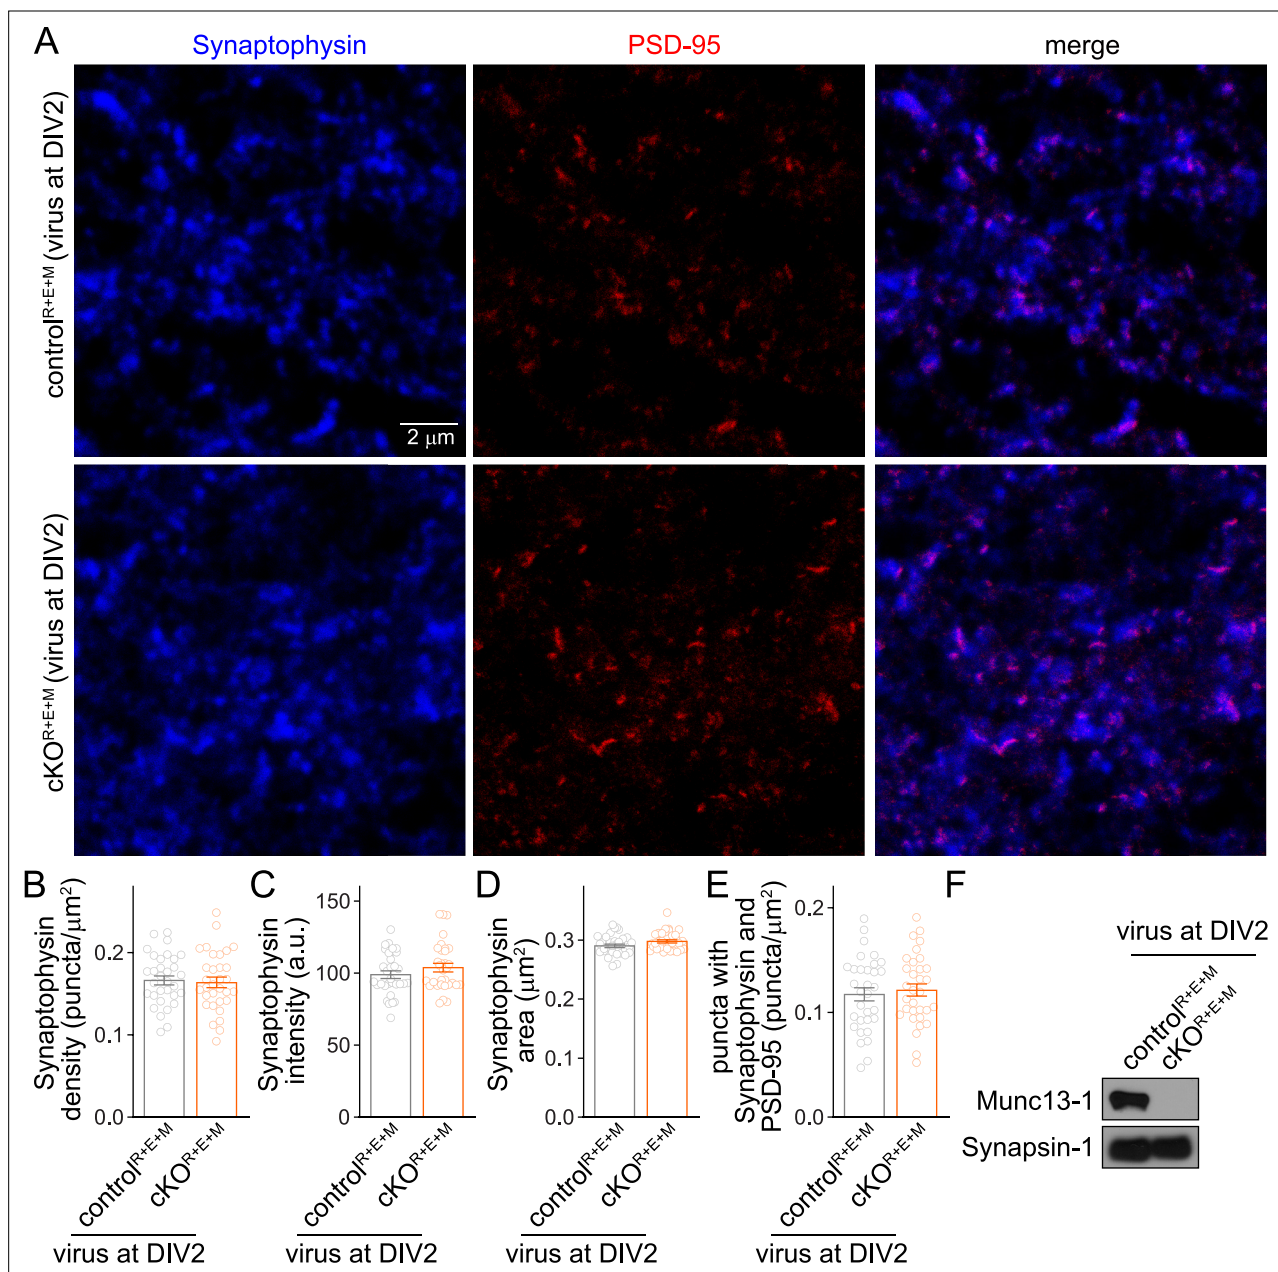 A
Synaptophysin
PSD-95
merge
control^R+E+M (virus at DIV2)
2 μm
cKO^R+E+M (virus at DIV2)
B
Synaptophysin
density (puncta/μm²)
0.2
0.1
0.0
control^R+E+M
cKO^R+E+M
virus at DIV2
C
Synaptophysin
intensity (a.u.)
150
100
50
0
control^R+E+M
cKO^R+E+M
virus at DIV2
D
Synaptophysin
area (μm²)
0.3
0.2
0.1
0.0
control^R+E+M
cKO^R+E+M
virus at DIV2
E
puncta with
Synaptophysin and
PSD-95 (puncta/μm²)
0.2
0.1
0.0
control^R+E+M
cKO^R+E+M
virus at DIV2
F
virus at DIV2
control^R+E+M
cKO^R+E+M
Munc13-1
Synapsin-1